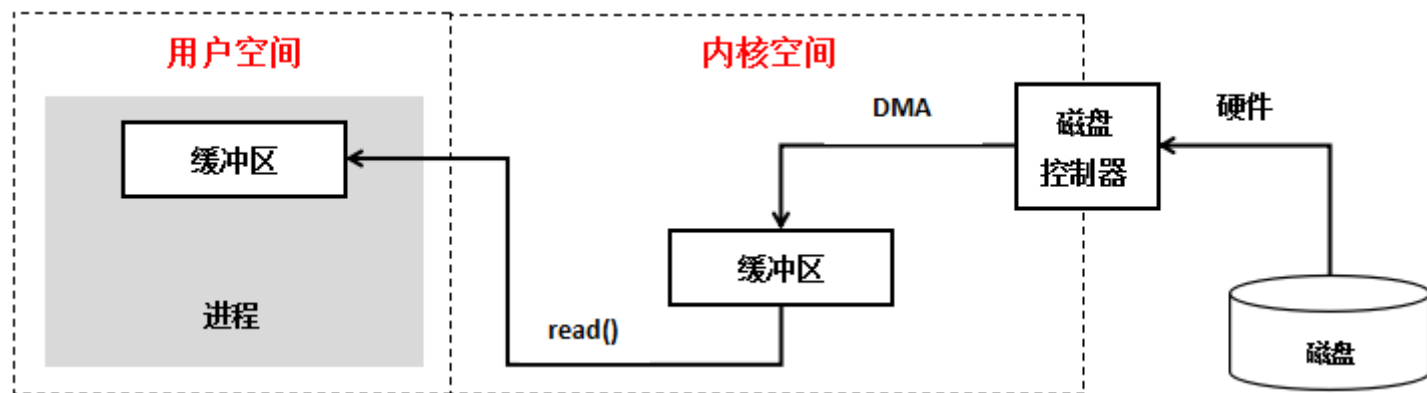 用户空间
内核空间
DMA
磁盘
控制器
硬件
缓冲区
缓冲区
进程
read()
磁盘